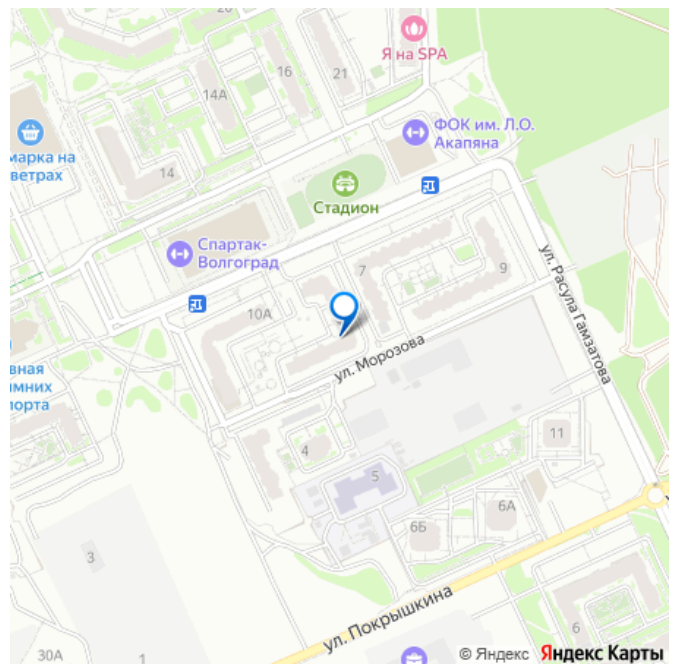 20
Я на SPA
16
21
14А
ФОК им. Л.О.
Акапяна
марка на
ветрах
14
Стадион
Спартак-
Волгоград
7
9
ул. Расула Гамзатова
10А
ул. Морозова
вная
имних
порта
4
11
5
6А
6Б
3
ул. Покрышкина
6
30А
1
© Яндекс Яндекс Карты